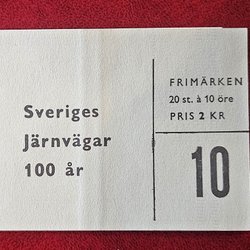 Sveriges
Järnvägar
100 år
FRIMÄRKEN
20 st. à 10 öre
PRIS 2 KR
10